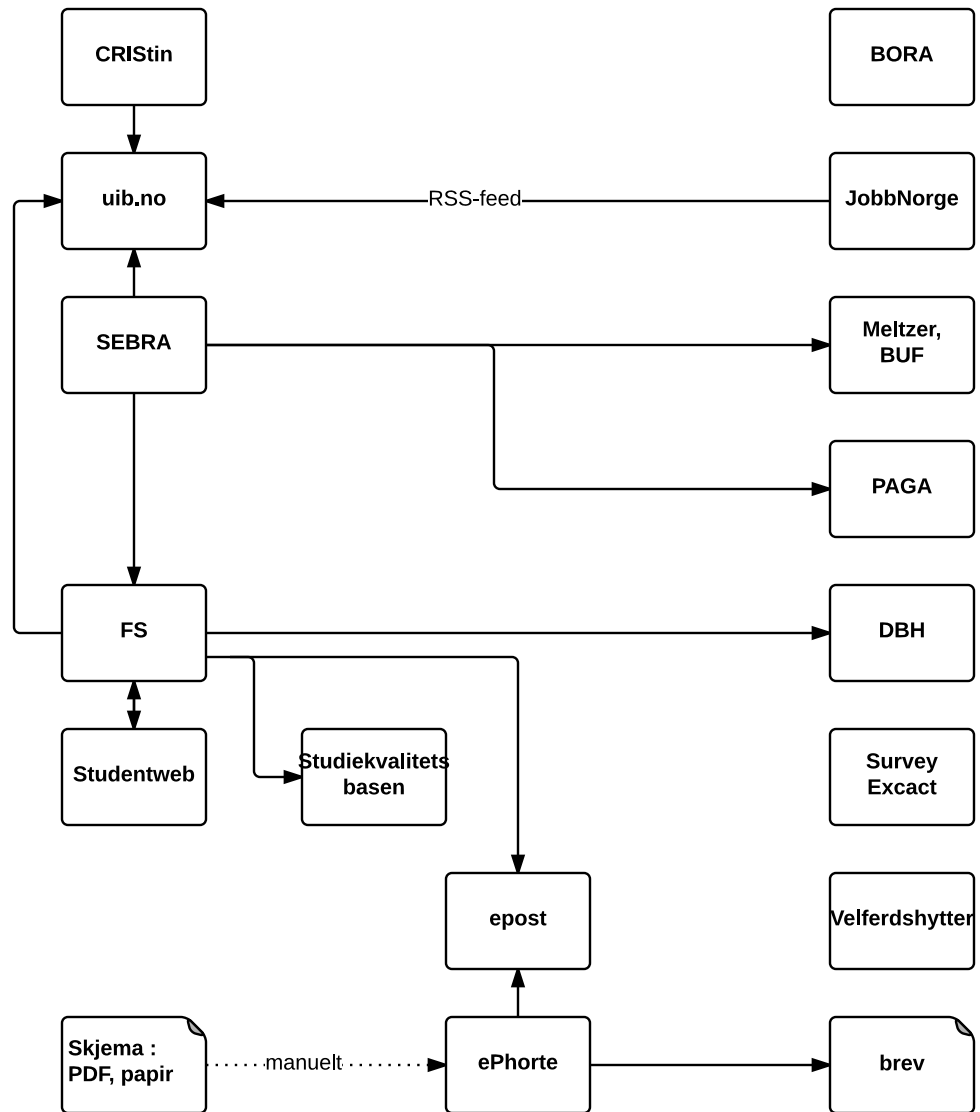 CRIStin
BORA
uib.no
RSS-feed
JobbNorge
SEBRA
Meltzer,
BUF
PAGA
FS
DBH
Studentweb
Studiekvalitets
basen
Survey
Excact
epost
Velferdshytter
Skjema :
PDF, papir
manuelt
ePhorte
brev